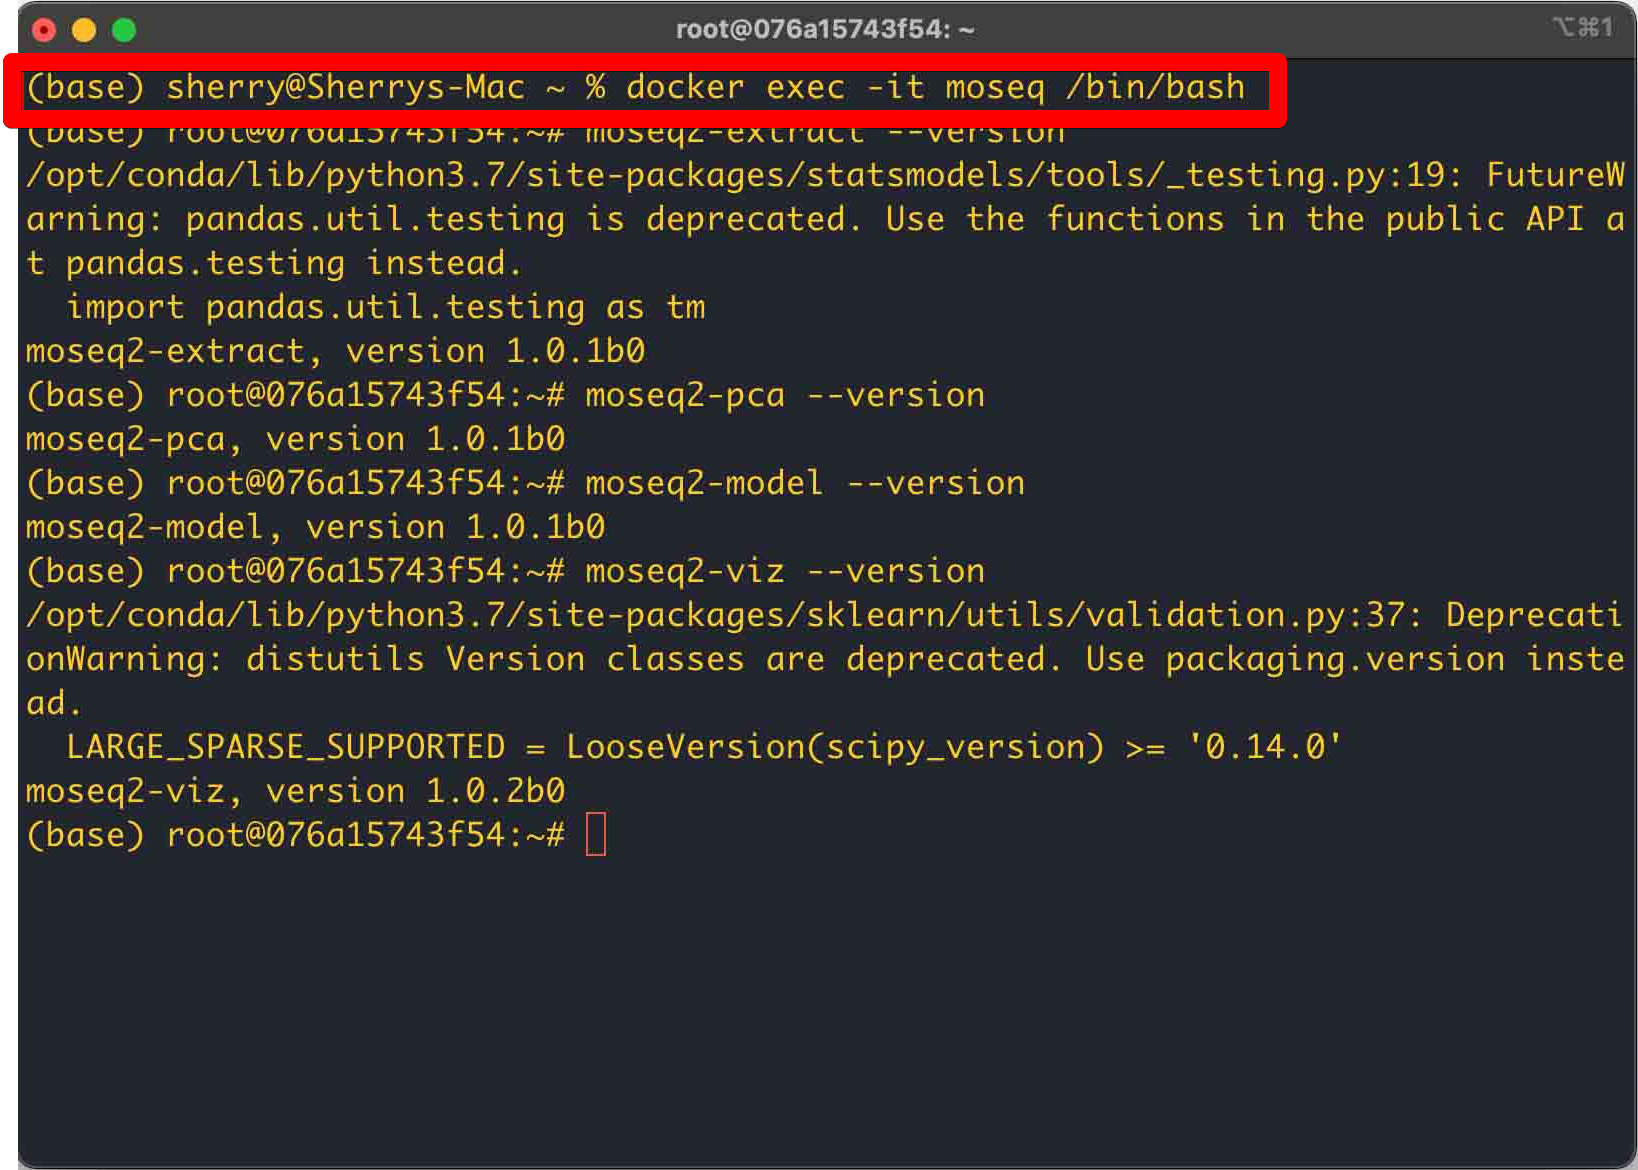 root@076a15743f54: ~
⌥⌘1
(base) sherry@Sherrys-Mac ~ % docker exec -it moseq /bin/bash
(base) root@076a15743f54:~# moseq2-extract --version
/opt/conda/lib/python3.7/site-packages/statsmodels/tools/_testing.py:19: FutureW
arning: pandas.util.testing is deprecated. Use the functions in the public API a
t pandas.testing instead.
  import pandas.util.testing as tm
moseq2-extract, version 1.0.1b0
(base) root@076a15743f54:~# moseq2-pca --version
moseq2-pca, version 1.0.1b0
(base) root@076a15743f54:~# moseq2-model --version
moseq2-model, version 1.0.1b0
(base) root@076a15743f54:~# moseq2-viz --version
/opt/conda/lib/python3.7/site-packages/sklearn/utils/validation.py:37: Deprecati
onWarning: distutils Version classes are deprecated. Use packaging.version inste
ad.
  LARGE_SPARSE_SUPPORTED = LooseVersion(scipy_version) >= '0.14.0'
moseq2-viz, version 1.0.2b0
(base) root@076a15743f54:~#